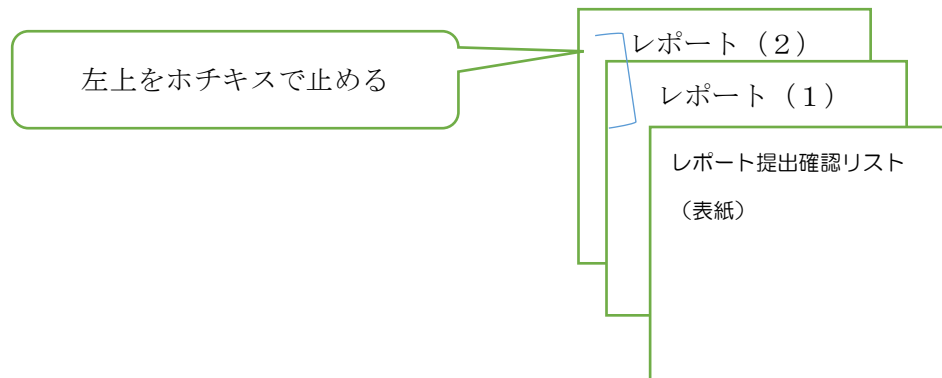 レポート（２）
左上をホチキスで止める
レポート（１）
レポート提出確認リスト
（表紙）